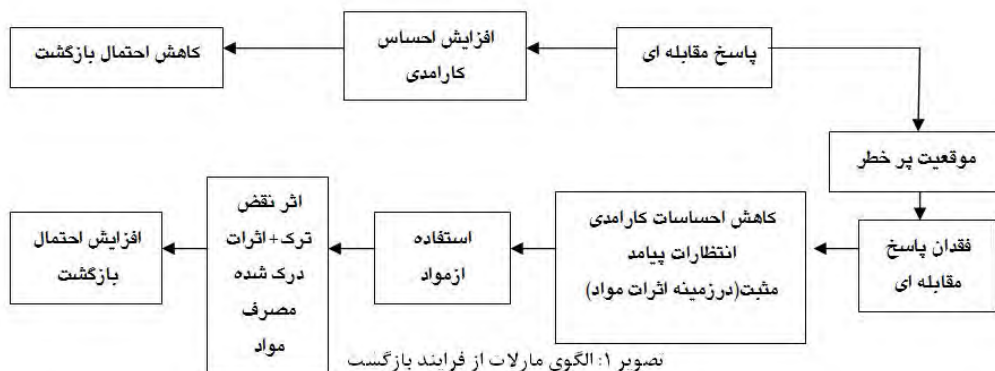 پاسخ مقابله ای
افزایش احساس
کارامدی
کاهش احتمال بازگشت
موقعیت پر خطر
فقدان پاسخ
مقابله ای
کاهش احساسات کارامدی
انتظارات پیامد
مثبت(درزمینه اثرات مواد)
استفاده
ازمواد
اثر نقض
ترک+اثرات
درک شده
مصرف
مواد
افزایش احتمال
بازگشت
تصویر ۱: الگوی مارلات از فرایند بازگست